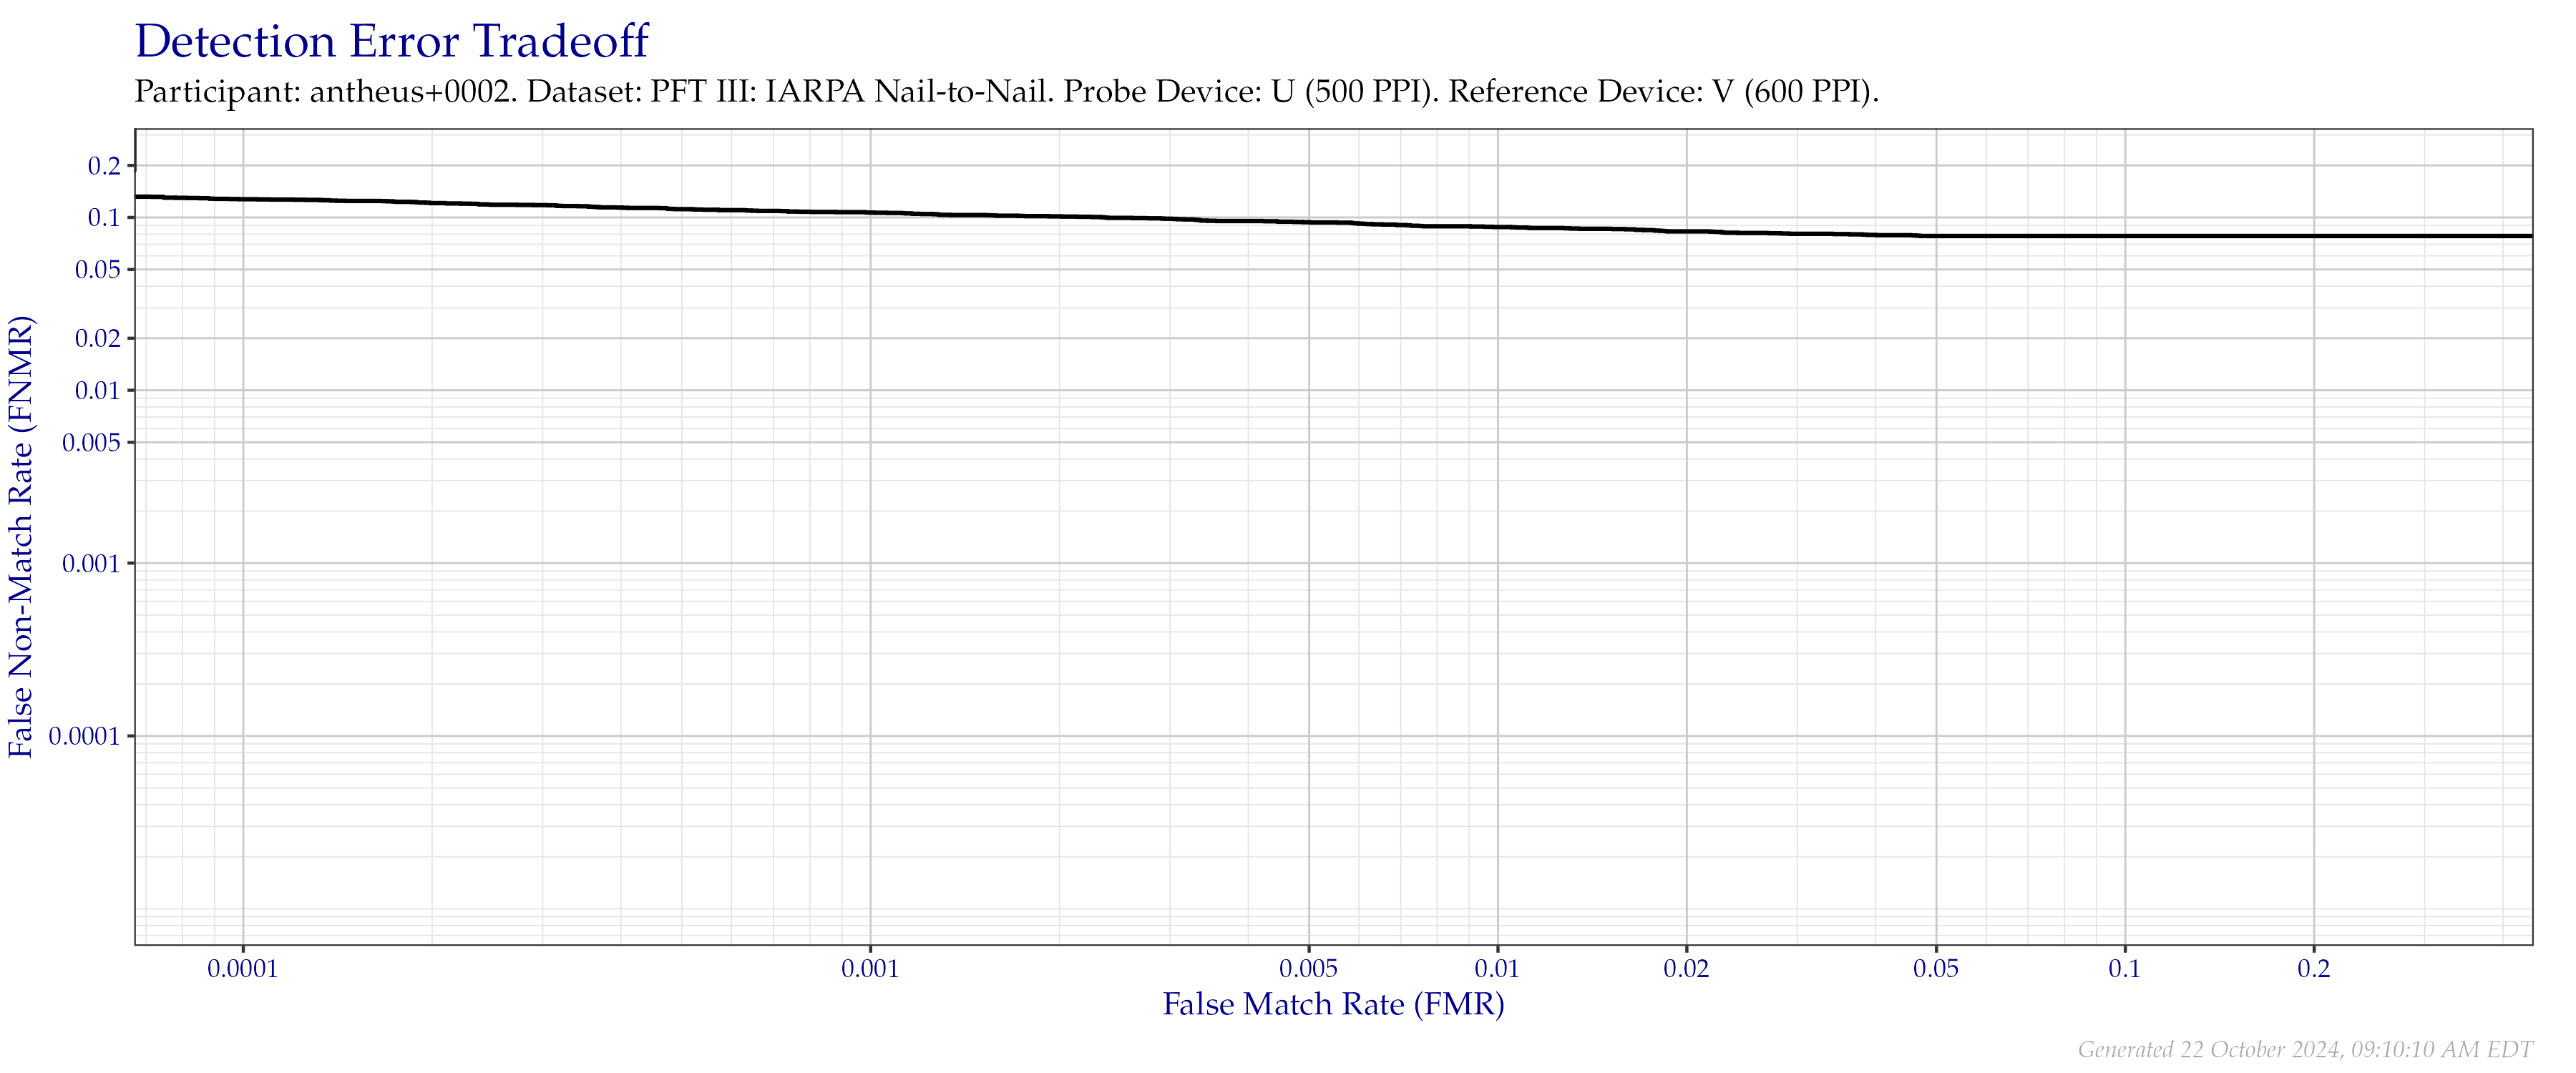 Detection Error Tradeoff
Participant: antheus+0002. Dataset: PFT III: IARPA Nail-to-Nail. Probe Device: U (500 PPI). Reference Device: V (600 PPI).
False Non-Match Rate (FNMR)
0.2
0.1
0.05
0.02
0.01
0.005
0.001
0.0001
0.0001 0.001 0.005 0.01 0.02 0.05 0.1 0.2
False Match Rate (FMR)
Generated 22 October 2024, 09:10:10 AM EDT